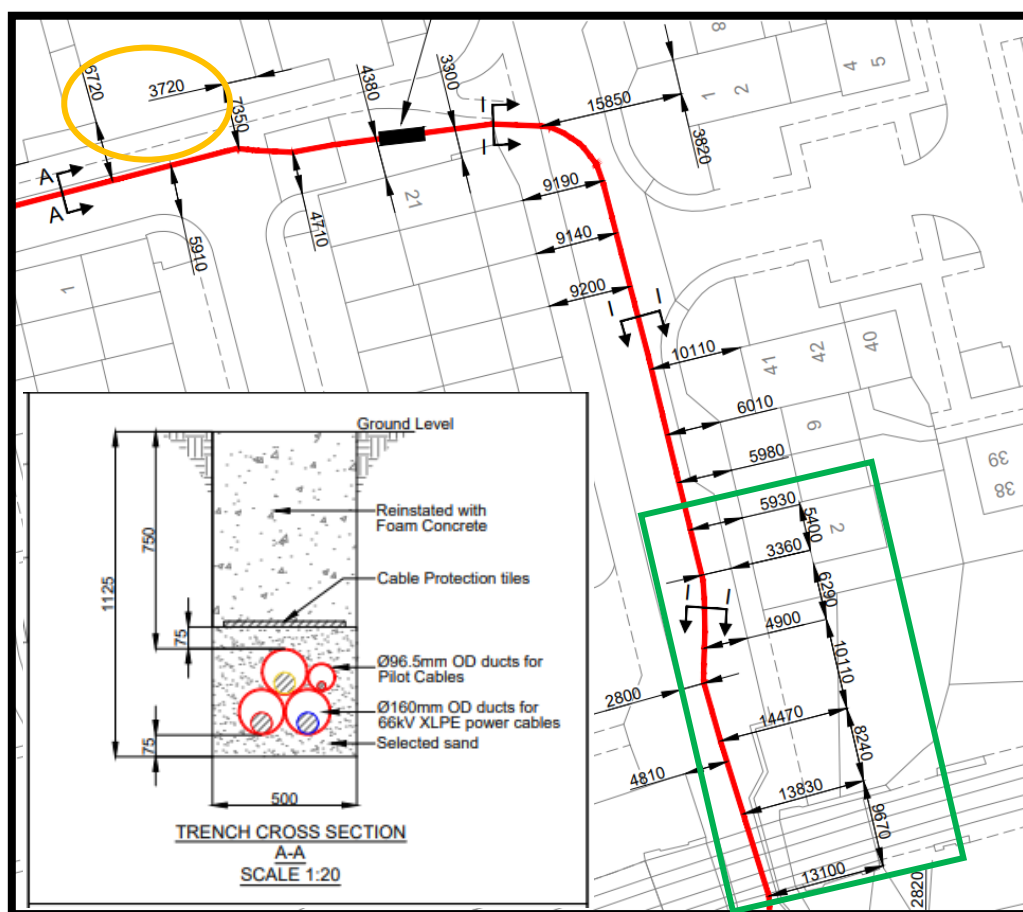 8
4
5
1
2
6720
3720
7350
4380
3300
I
I
15850
3820
A
A
5910
4710
21
9190
9140
9200
I
I
1
10110
41
42
40
6010
9
5980
39
38
5930
5400
2
3360
6290
I
I
4900
10110
2800
14470
8240
4810
13830
9670
13100
2820
Ground Level
750
1125
Reinstated with
Foam Concrete
Cable Protection tiles
75
Ø96.5mm OD ducts for
Pilot Cables
Ø160mm OD ducts for
66kV XLPE power cables
Selected sand
75
500
TRENCH CROSS SECTION
A-A
SCALE 1:20